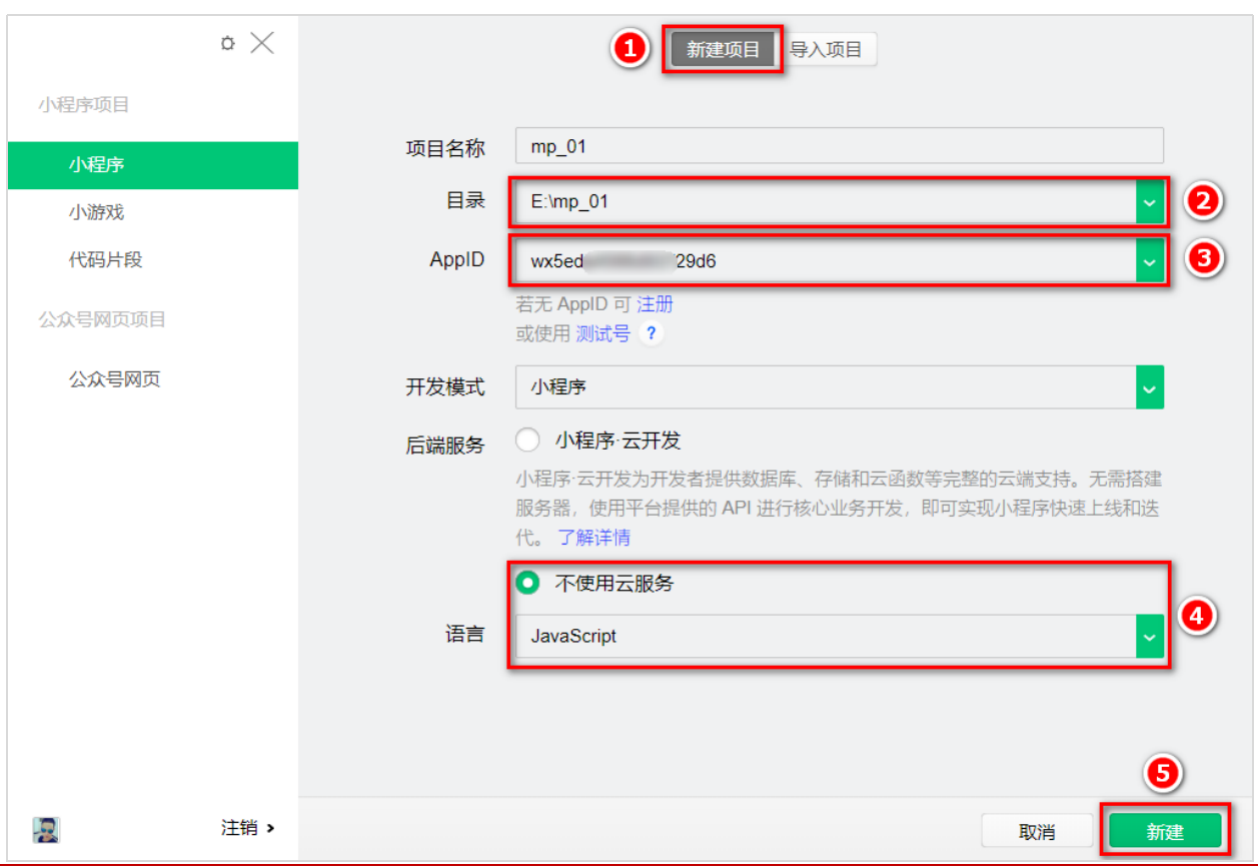 1
新建项目
导入项目
小程序项目
项目名称
mp_01
小程序
目录
E:\mp_01
2
小游戏
AppID
wx5ed
29d6
3
代码片段
若无 AppID 可 注册
或使用 测试号 ?
公众号网页项目
公众号网页
开发模式
小程序
后端服务
小程序·云开发
小程序·云开发为开发者提供数据库、存储和云函数等完整的云端支持。无需搭建
服务器，使用平台提供的 API 进行核心业务开发，即可实现小程序快速上线和迭
代。 了解详情
不使用云服务
4
语言
JavaScript
5
注销 ›
取消
新建